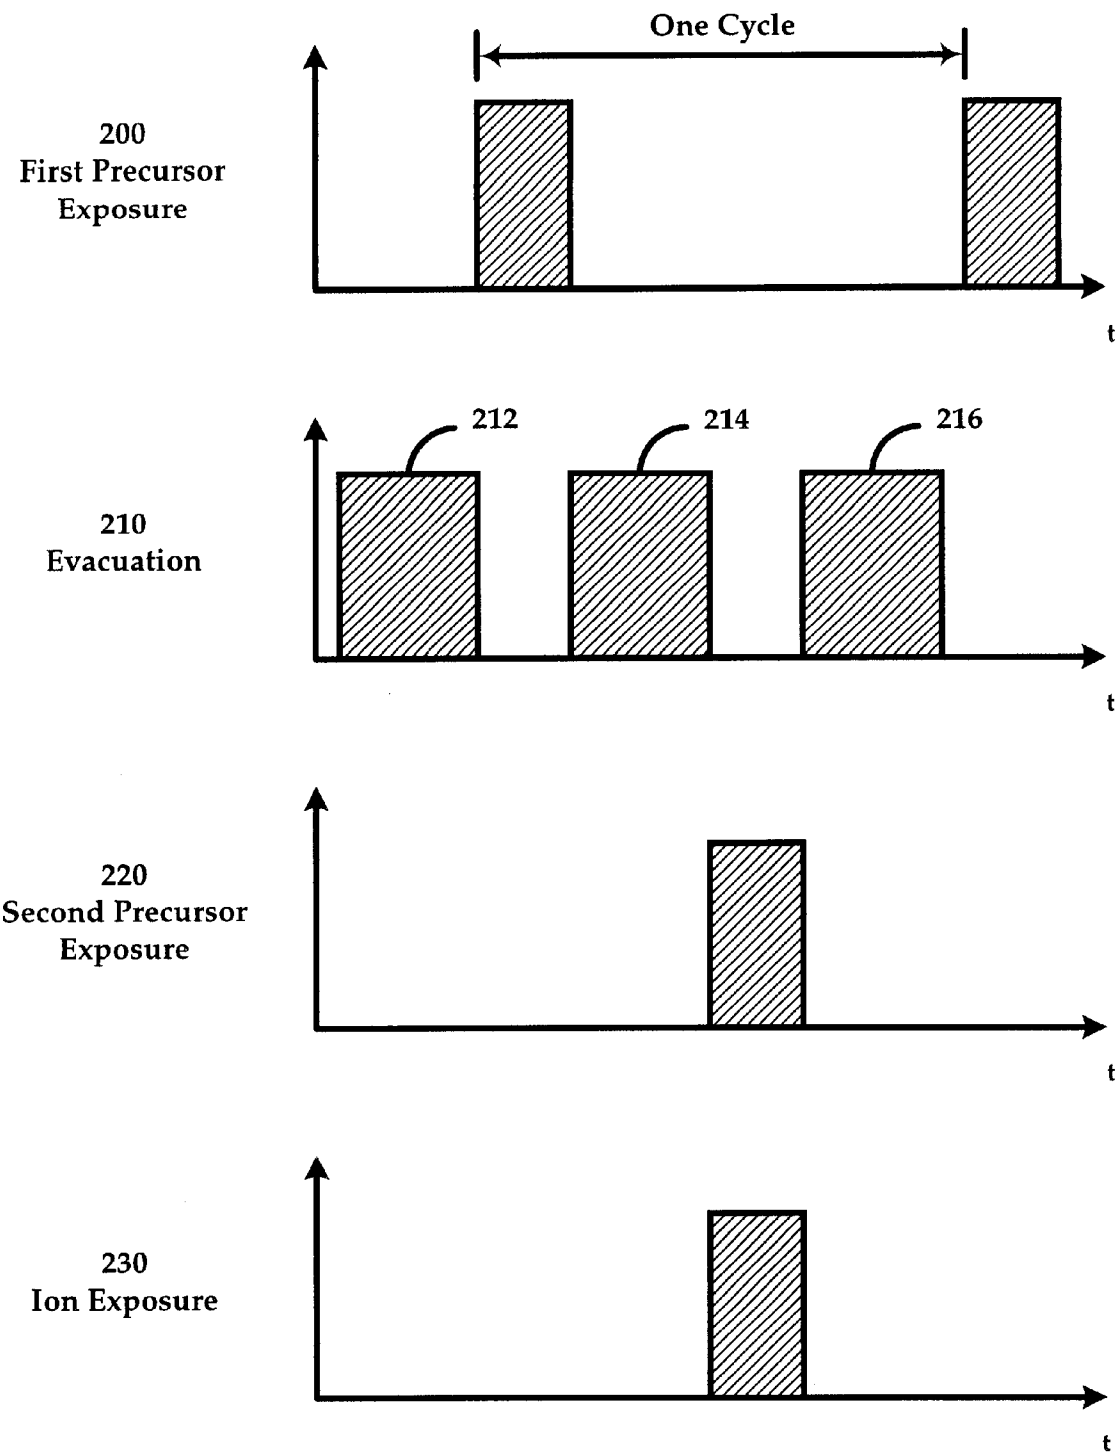 One Cycle
200
First Precursor
Exposure
t
212
214
216
210
Evacuation
t
220
Second Precursor
Exposure
t
230
Ion Exposure
t